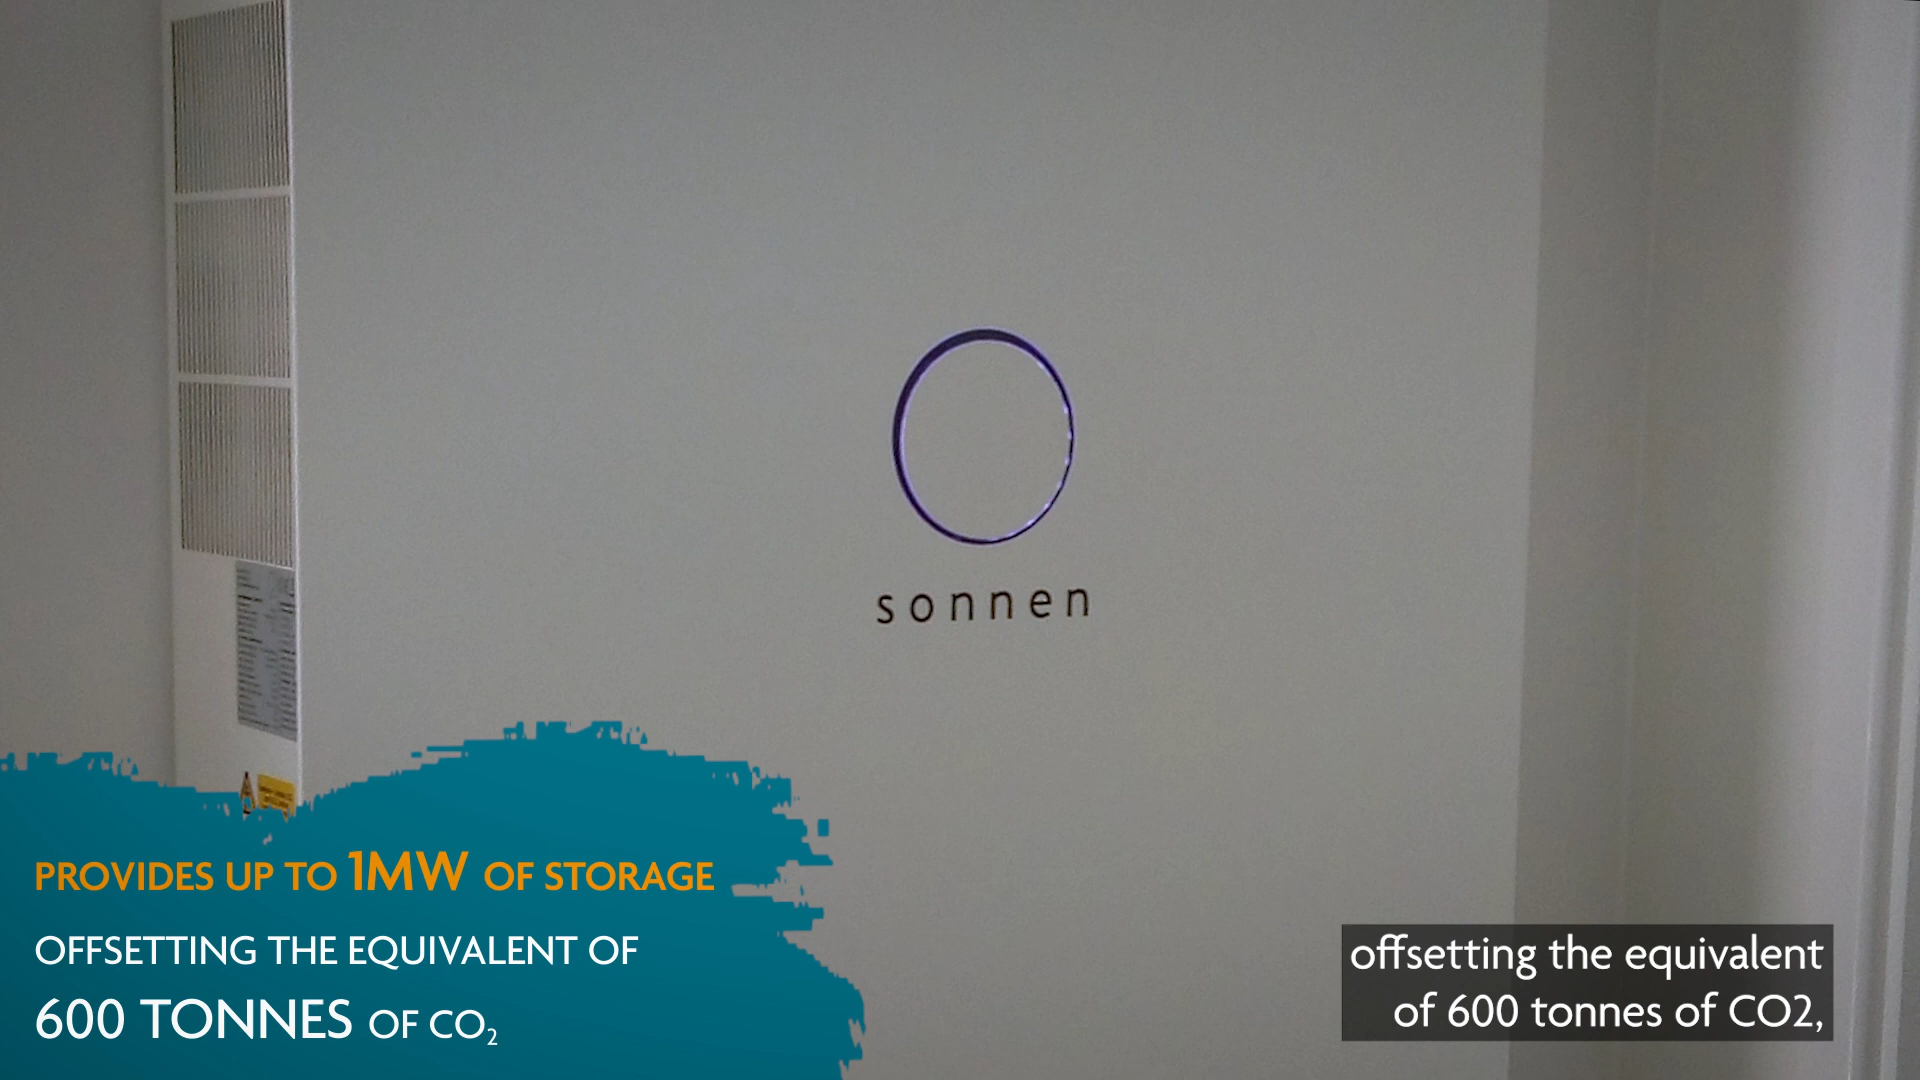 sonnen
PROVIDES UP TO 1MW OF STORAGE
OFFSETTING THE EQUIVALENT OF
600 TONNES OF CO₂
offsetting the equivalent
of 600 tonnes of CO2,